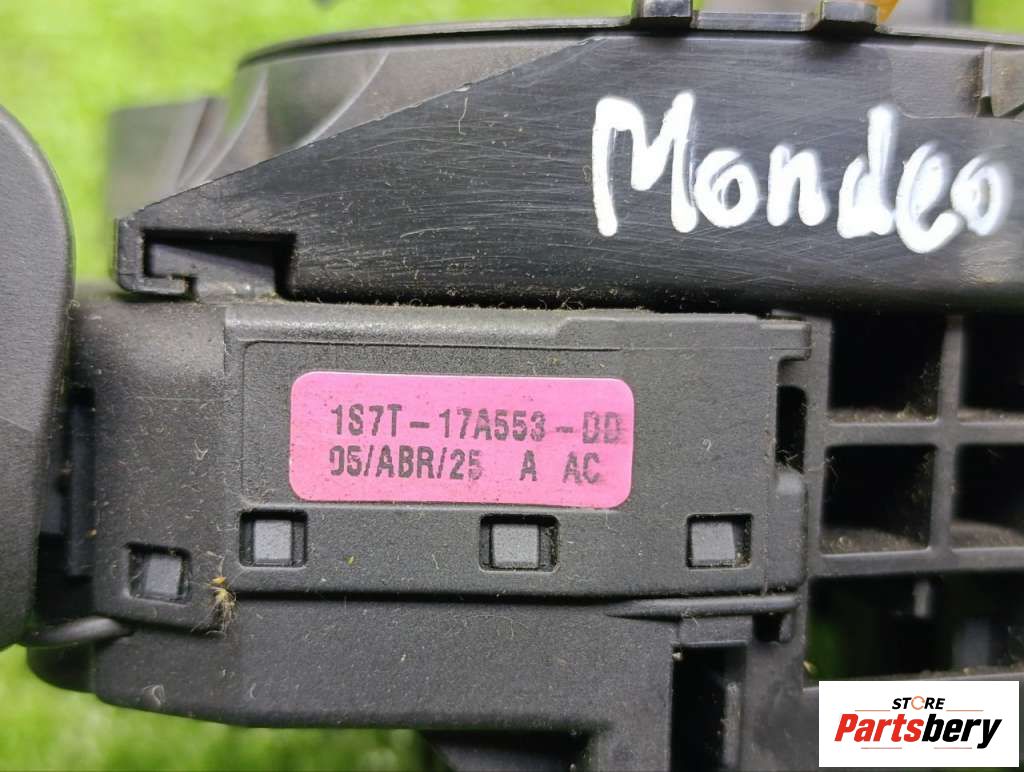 Mondeo
1S7T-17A553-DD
05/ABR/25 A AC
STORE
Partsbery